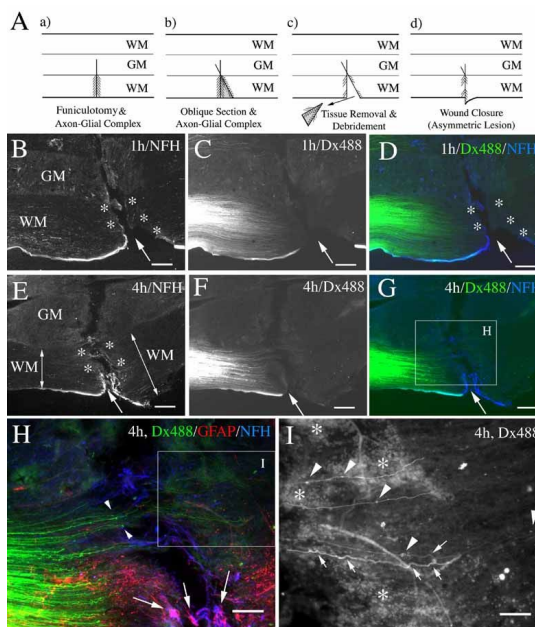 A
a)
b)
c)
d)
WM
WM
WM
WM
GM
GM
GM
GM
WM
WM
WM
WM
Funiculotomy &
Axon-Glial Complex
Oblique Section &
Axon-Glial Complex
Tissue Removal &
Debridement
Wound Closure
(Asymmetric Lesion)
B
1h/NFH
GM
WM
C
1h/Dx488
D
1h/Dx488/NFH
E
4h/NFH
GM
WM
WM
F
4h/Dx488
G
4h/Dx488/NFH
H
H
4h, Dx488/GFAP/NFH
I
I
4h, Dx488